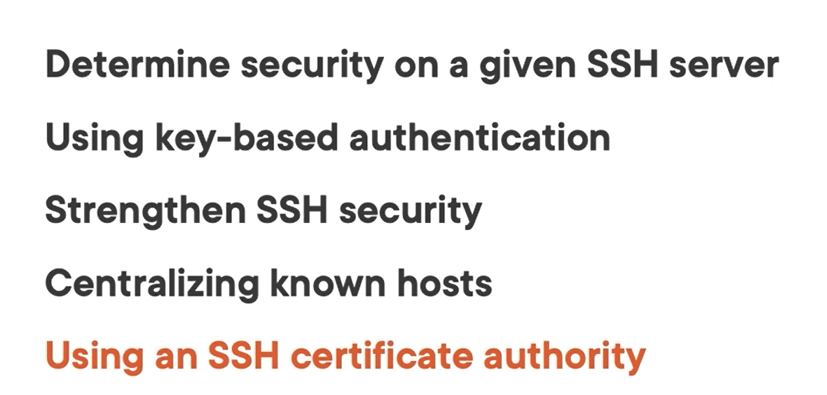 Determine security on a given SSH server
Using key-based authentication
Strengthen SSH security
Centralizing known hosts
Using an SSH certificate authority